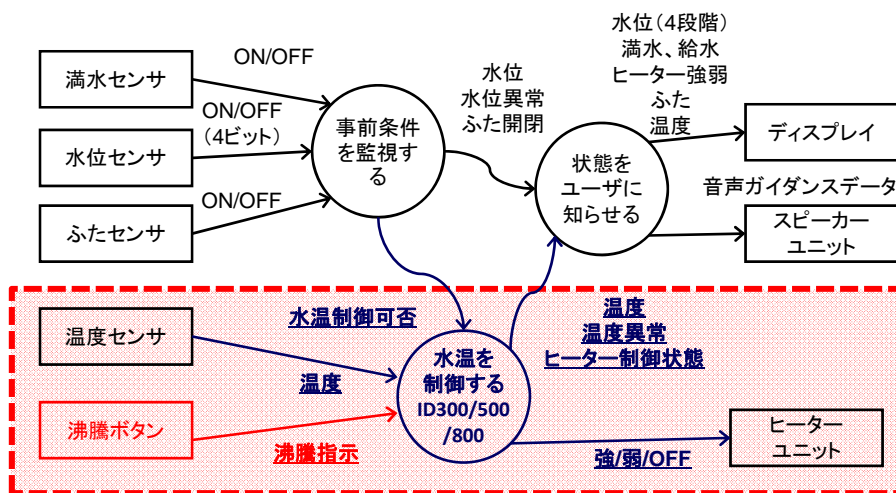 水位（4段階）
満水、給水
ヒーター強弱
ふた
温度
ON/OFF
満水センサ
水位
水位異常
ふた開閉
ON/OFF
（4ビット）
水位センサ
事前条件
を監視す
る
ディスプレイ
状態を
ユーザに
知らせる
音声ガイダンスデータ
ON/OFF
ふたセンサ
スピーカー
ユニット
水温制御可否
温度
温度異常
ヒーター制御状態
温度センサ
温度
水温を
制御する
ID300/500
/800
沸騰ボタン
沸騰指示
ヒーター
ユニット
強/弱/OFF